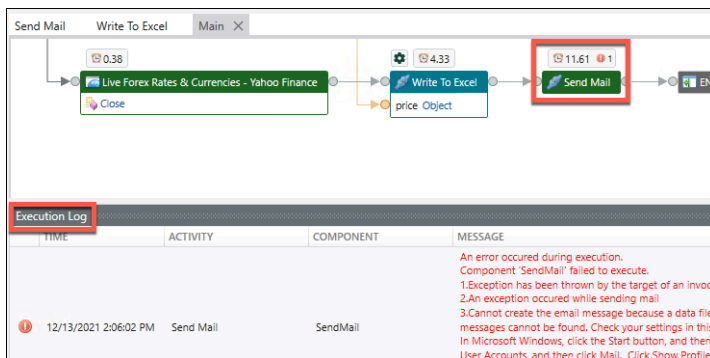 Send Mail Write To Excel Main
0.38 4.33 11.61 1
Live Forex Rates & Currencies - Yahoo Finance Write To Excel Send Mail
Close price Object
Execution Log
TIME ACTIVITY COMPONENT MESSAGE
An error occured during execution.
Component 'SendMail' failed to execute.
1.Exception has been thrown by the target of an
2.An exception occured while sending mail
3.Cannot create the email message because a data
12/13/2021 2:06:02 PM Send Mail SendMail
messages cannot be found. Check your settings in
In Microsoft Windows, click the Start button, and
User Accounts, and then click Mail. Click Show